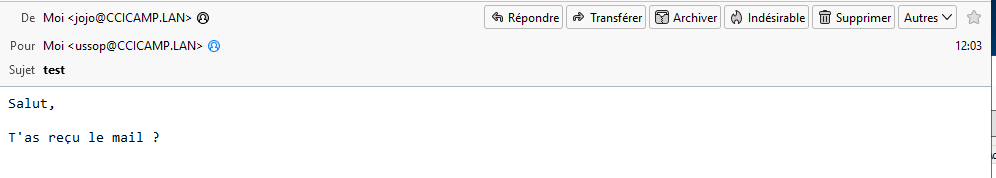 De Moi <jojo@CCICAMP.LAN> Répondre Transférer Archiver Indésirable Supprimer Autres
Pour Moi <ussop@CCICAMP.LAN> 12:03
Sujet test
Salut,
T'as reçu le mail ?